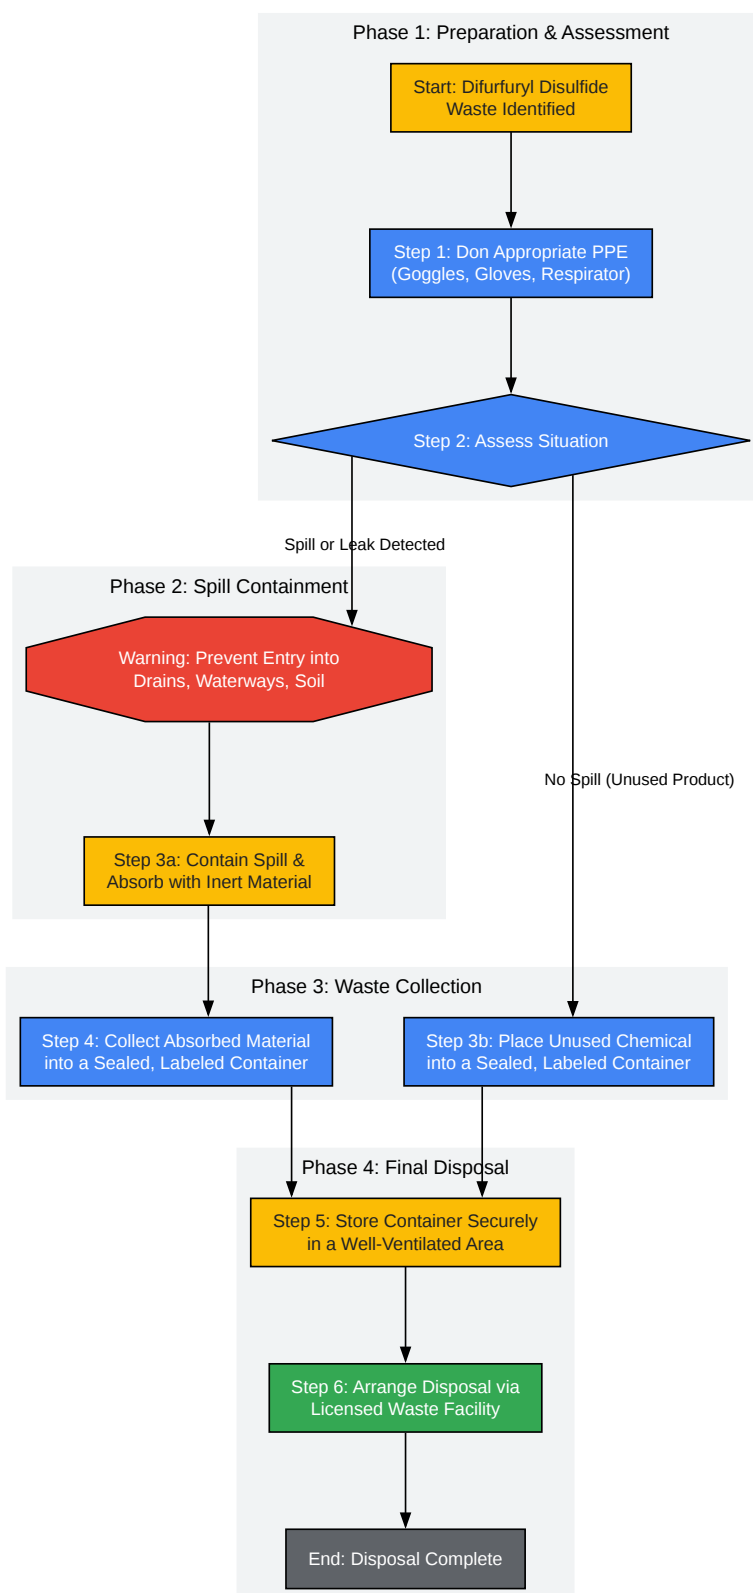 Phase 1: Preparation & Assessment
Start: Difurfuryl Disulfide
Waste Identified
Step 1: Don Appropriate PPE
(Goggles, Gloves, Respirator)
Step 2: Assess Situation
Spill or Leak Detected
Phase 2: Spill Containment
Warning: Prevent Entry into
Drains, Waterways, Soil
No Spill (Unused Product)
Step 3a: Contain Spill &
Absorb with Inert Material
Phase 3: Waste Collection
Step 4: Collect Absorbed Material
into a Sealed, Labeled Container
Step 3b: Place Unused Chemical
into a Sealed, Labeled Container
Phase 4: Final Disposal
Step 5: Store Container Securely
in a Well-Ventilated Area
Step 6: Arrange Disposal via
Licensed Waste Facility
End: Disposal Complete